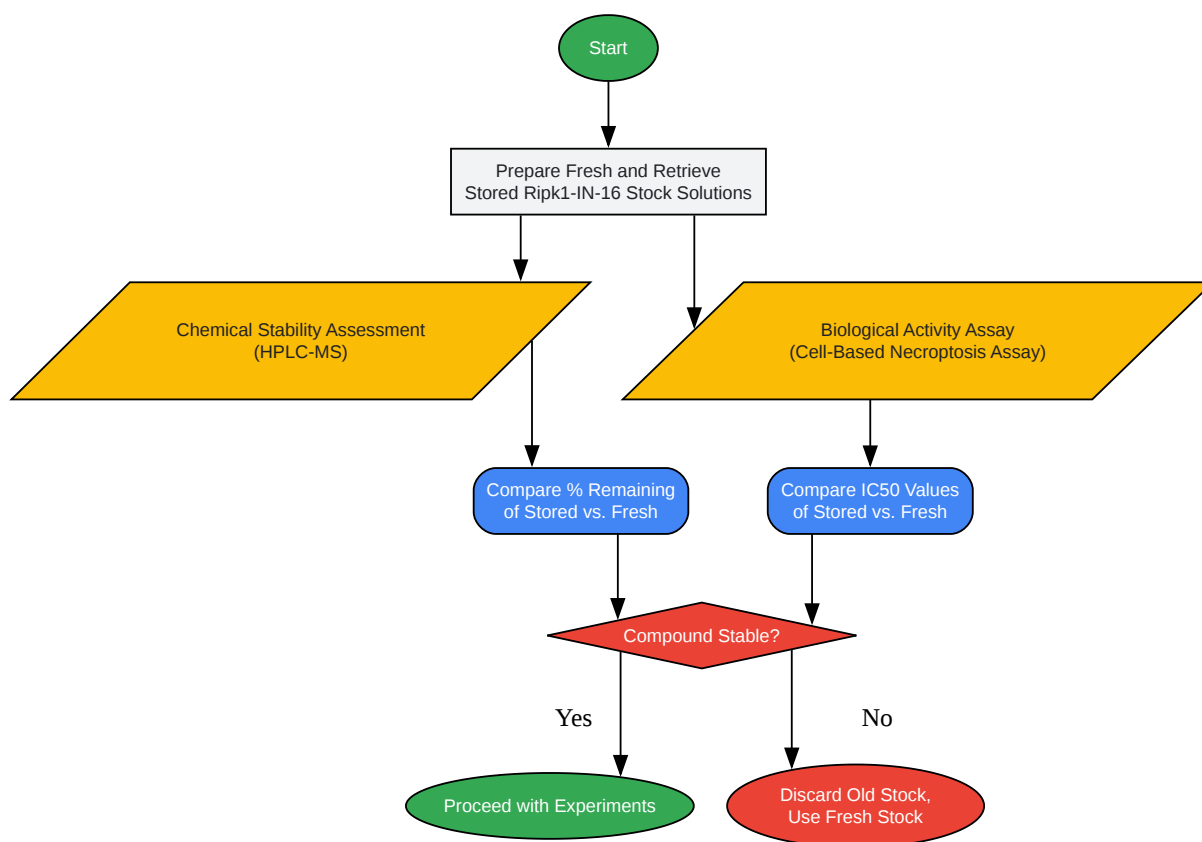 Start
Prepare Fresh and Retrieve
Stored Ripk1-IN-16 Stock Solutions
Chemical Stability Assessment
(HPLC-MS)
Biological Activity Assay
(Cell-Based Necroptosis Assay)
Compare % Remaining
of Stored vs. Fresh
Compare IC50 Values
of Stored vs. Fresh
Compound Stable?
Yes
No
Proceed with Experiments
Discard Old Stock,
Use Fresh Stock